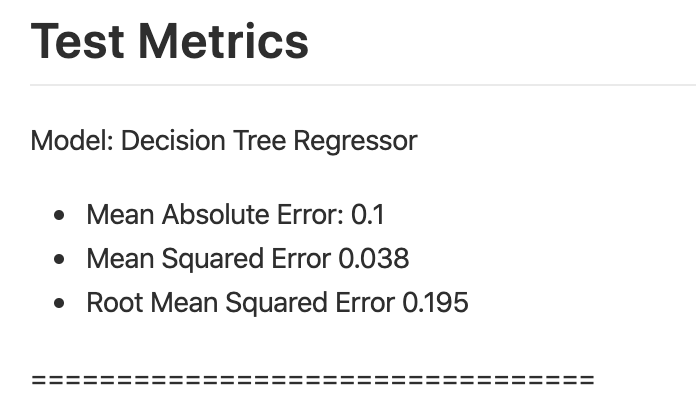 Test Metrics
Model: Decision Tree Regressor
• Mean Absolute Error: 0.1
• Mean Squared Error 0.038
• Root Mean Squared Error 0.195
=================================